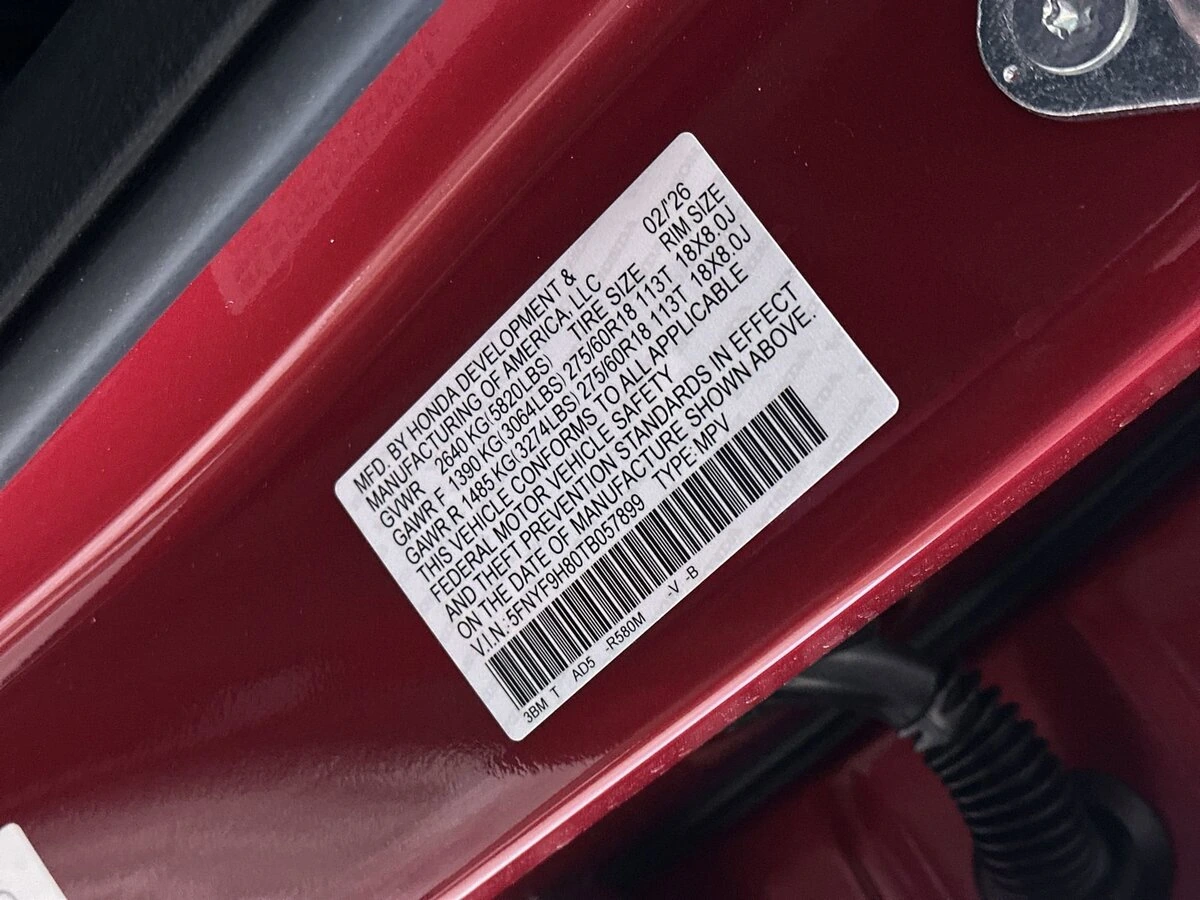 MFD. BY HONDA DEVELOPMENT &
MANUFACTURING OF AMERICA, LLC 02/'26
GVWR 2640 KG(5820LBS) TIRE SIZE RIM SIZE
GAWR F 1390 KG(3064LBS) 275/60R18 113T 18X8.0J
GAWR R 1485 KG(3274LBS) 275/60R18 113T 18X8.0J
THIS VEHICLE CONFORMS TO ALL APPLICABLE
FEDERAL MOTOR VEHICLE SAFETY
AND THEFT PREVENTION STANDARDS IN EFFECT
ON THE DATE OF MANUFACTURE SHOWN ABOVE.
V.I.N.:5FNYF9H80TB057899 TYPE:MPV
3BM T AD5 -R580M -V -B